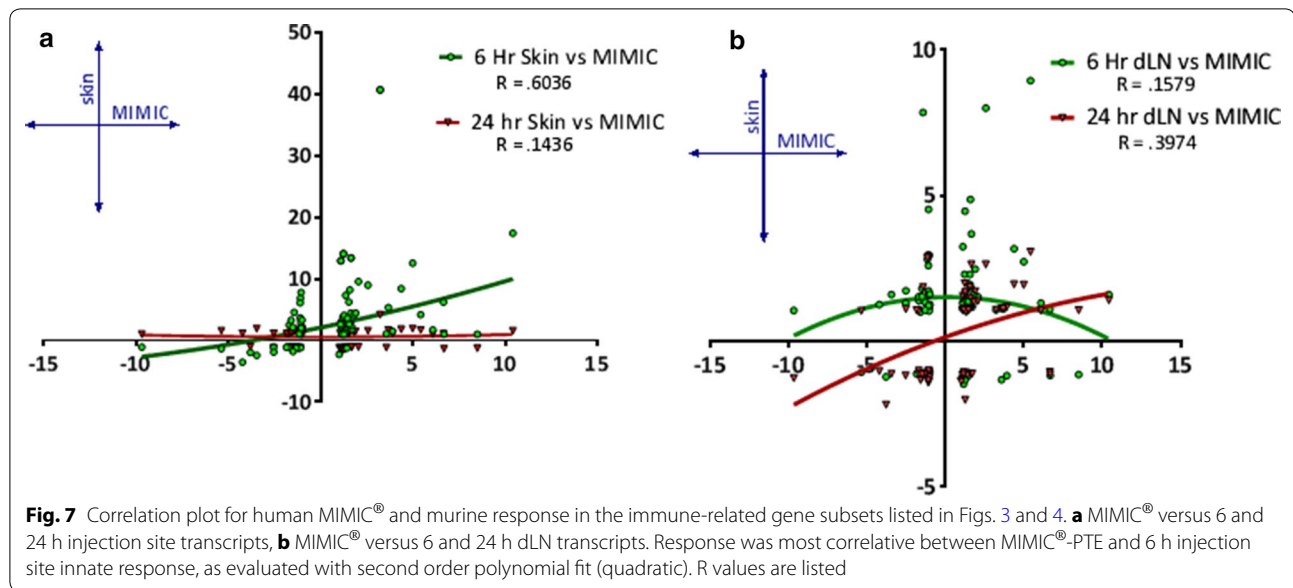 a
50
40
30
20
10
-10
-15
-10
-5
0
5
10
15
skin
MIMIC
6 Hr Skin vs MIMIC
R = .6036
24 hr Skin vs MIMIC
R = .1436
b
10
5
-5
-15
-10
-5
0
5
10
15
skin
MIMIC
6 Hr dLN vs MIMIC
R = .1579
24 hr dLN vs MIMIC
R = .3974
Fig. 7 Correlation plot for human MIMIC® and murine response in the immune-related gene subsets listed in Figs. 3 and 4. a MIMIC® versus 6 and
24 h injection site transcripts, b MIMIC® versus 6 and 24 h dLN transcripts. Response was most correlative between MIMIC®-PTE and 6 h injection
site innate response, as evaluated with second order polynomial fit (quadratic). R values are listed